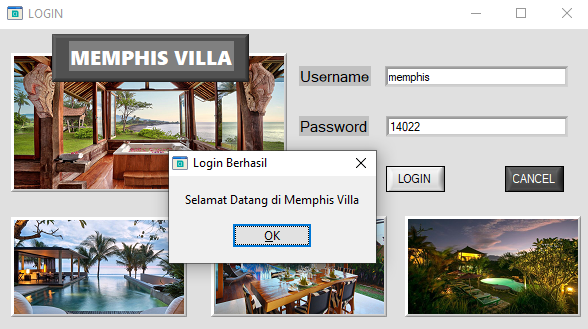 LOGIN
MEMPHIS VILLA
Username
memphis
Password
14022
LOGIN
CANCEL
Login Berhasil
Selamat Datang di Memphis Villa
OK